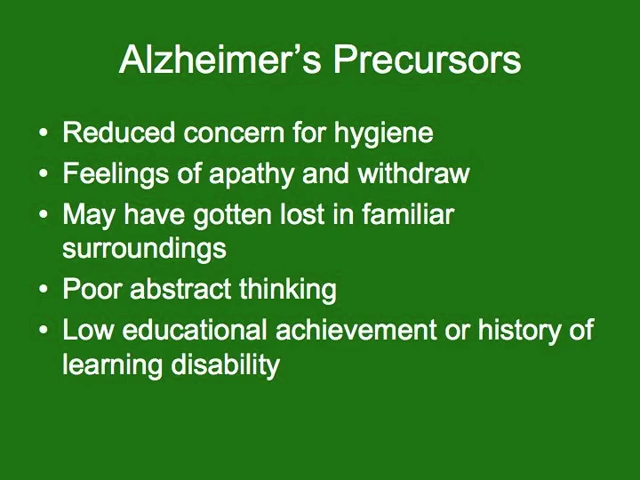 Alzheimer’s Precursors
• Reduced concern for hygiene
• Feelings of apathy and withdraw
• May have gotten lost in familiar
surroundings
• Poor abstract thinking
• Low educational achievement or history of
learning disability